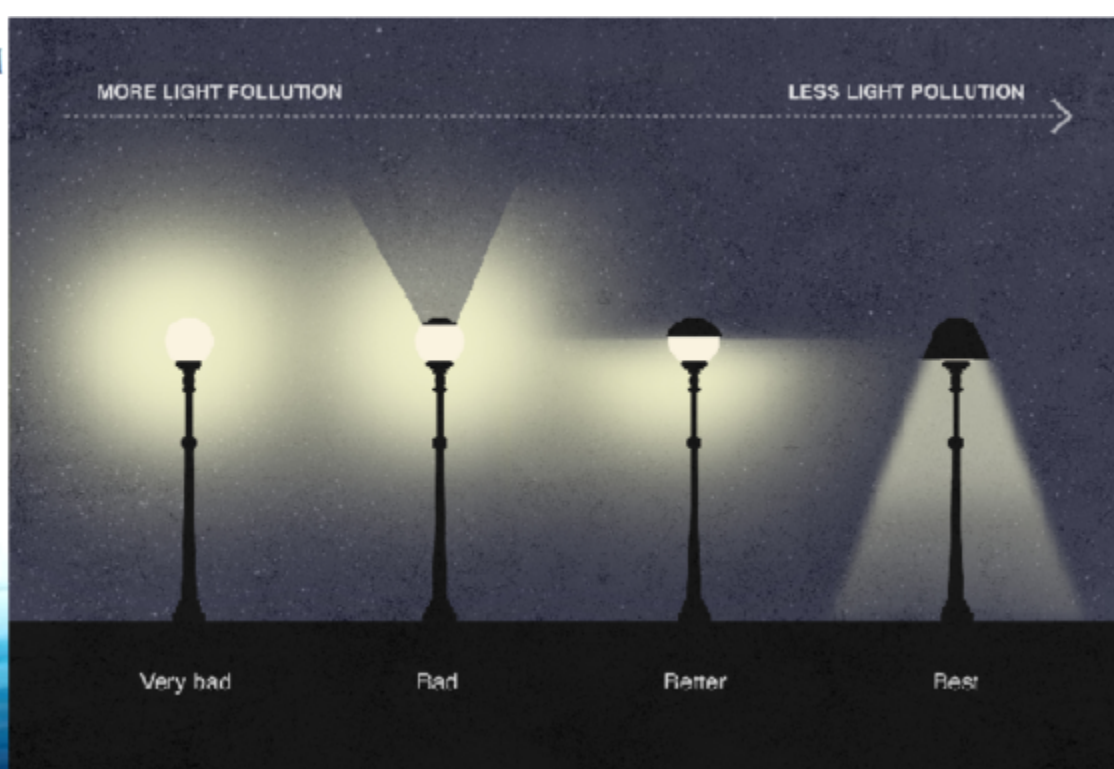 MORE LIGHT POLLUTION
LESS LIGHT POLLUTION
Very bad
Bad
Better
Best